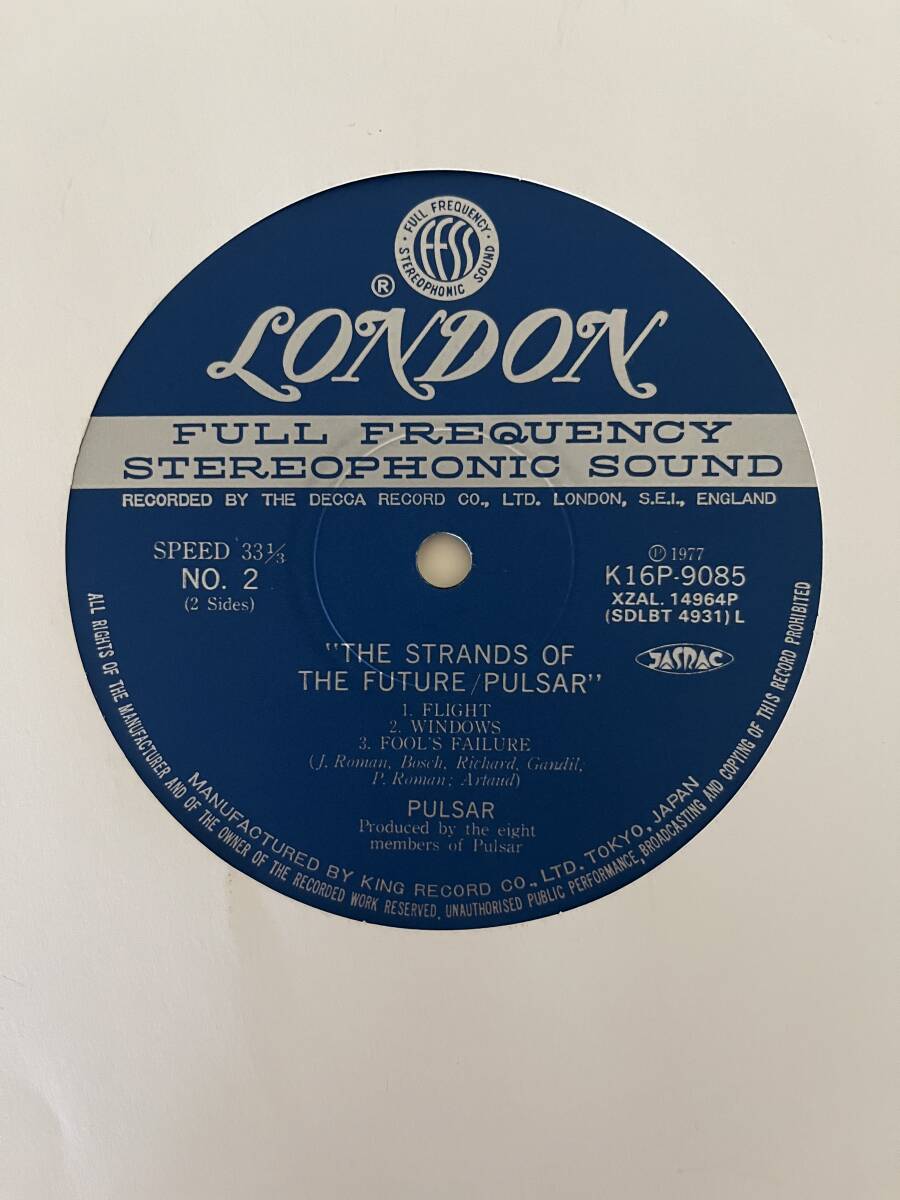 FULL FREQUENCY
STEREOPHONIC SOUND
FFSS
®
LONDON
FULL FREQUENCY
STEREOPHONIC SOUND
RECORDED BY THE DECCA RECORD CO., LTD. LONDON, S.E.I., ENGLAND
SPEED 33⅓
NO. 2
(2 Sides)
℗ 1977
K16P-9085
XZAL. 14964P
(SDLBT 4931) L
JASRAC
"THE STRANDS OF
THE FUTURE/PULSAR"
1. FLIGHT
2. WINDOWS
3. FOOL'S FAILURE
(J. Roman, Bosch, Richard, Gandil,
P. Roman; Artaud)
PULSAR
Produced by the eight
members of Pulsar
MANUFACTURED BY KING RECORD CO., LTD. TOKYO, JAPAN
ALL RIGHTS OF THE MANUFACTURER AND OF THE OWNER OF THE RECORDED WORK RESERVED, UNAUTHORISED PUBLIC PERFORMANCE, BROADCASTING AND COPYING OF THIS RECORD PROHIBITED